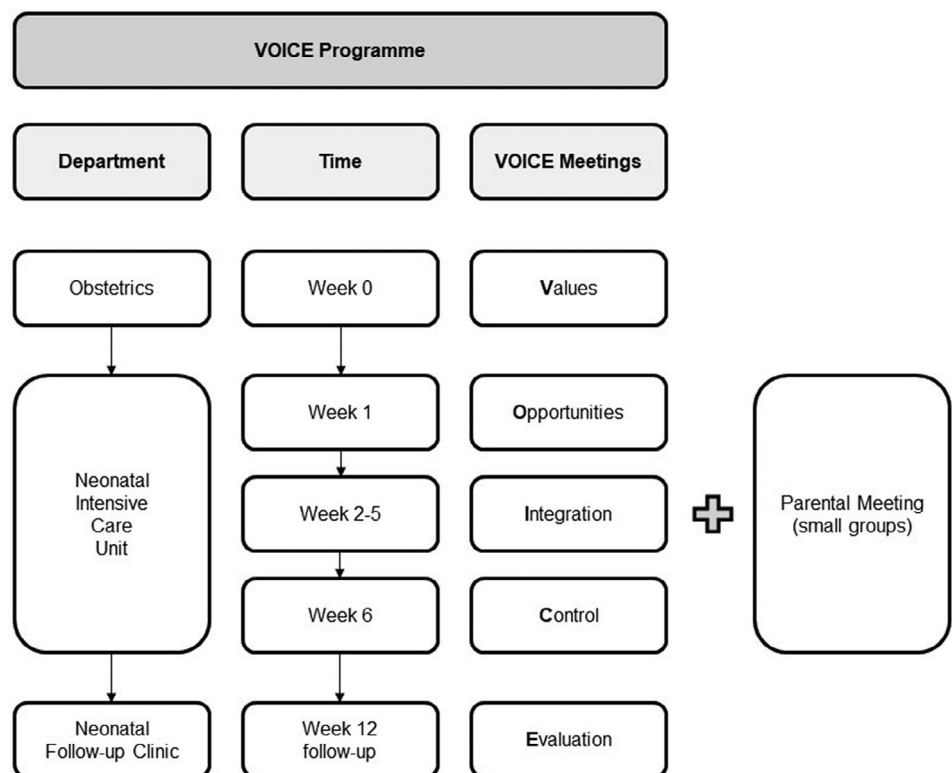 VOICE Programme
Department
Time
VOICE Meetings
Obstetrics
Week 0
Values
Neonatal
Intensive
Care
Unit
Week 1
Opportunities
Week 2-5
Integration
Parental Meeting
(small groups)
Week 6
Control
Neonatal
Follow-up Clinic
Week 12
follow-up
Evaluation